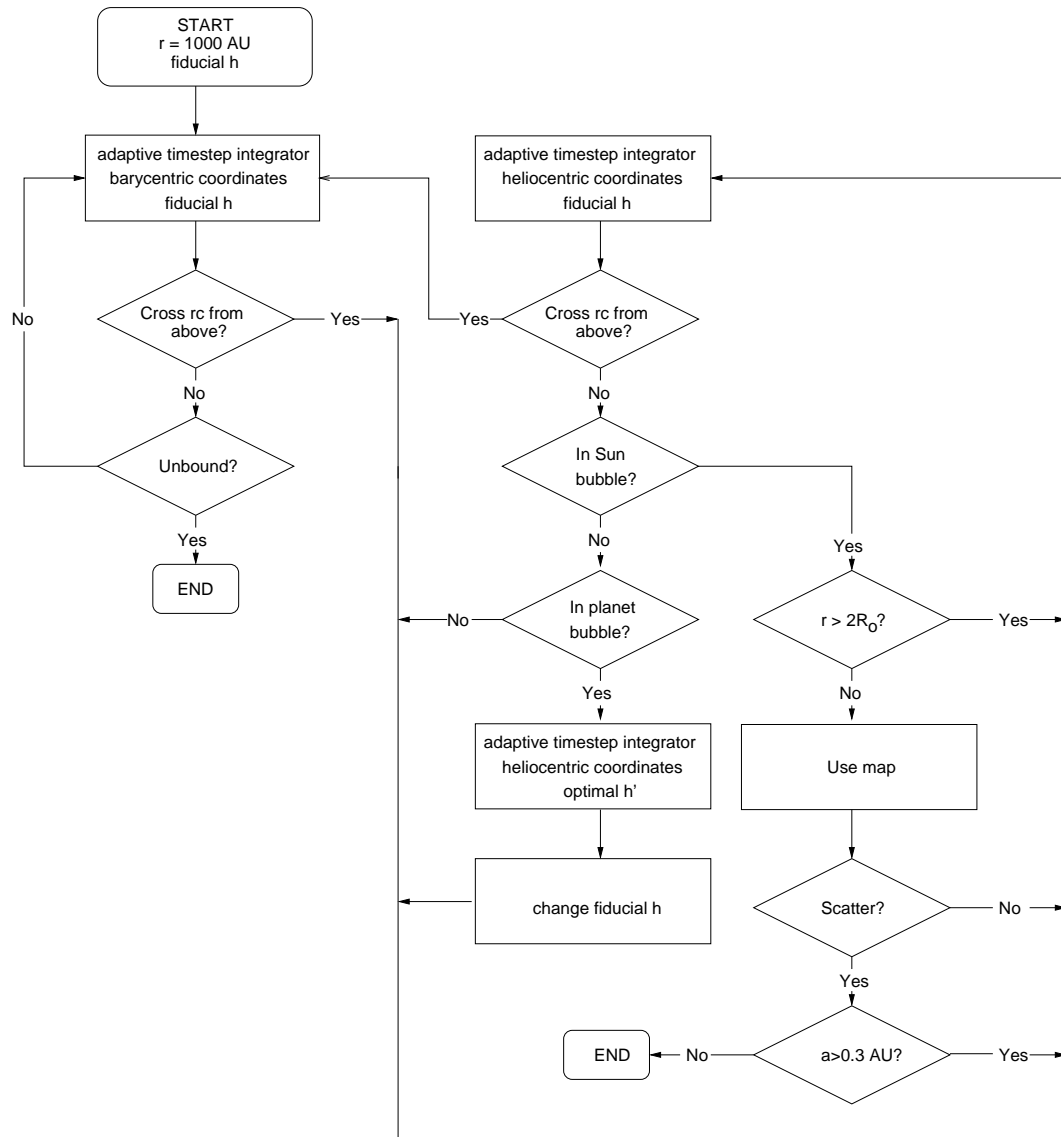 START
r = 1000 AU
fiducial h
adaptive timestep integrator
barycentric coordinates
fiducial h
Cross rc from
above?
Yes
No
No
Unbound?
Yes
END
adaptive timestep integrator
heliocentric coordinates
fiducial h
Cross rc from
above?
Yes
No
In Sun
bubble?
No
Yes
In planet
bubble?
No
Yes
adaptive timestep integrator
heliocentric coordinates
optimal h'
change fiducial h
r > 2Ro?
Yes
No
Use map
Scatter?
No
Yes
a>0.3 AU?
Yes
No
END